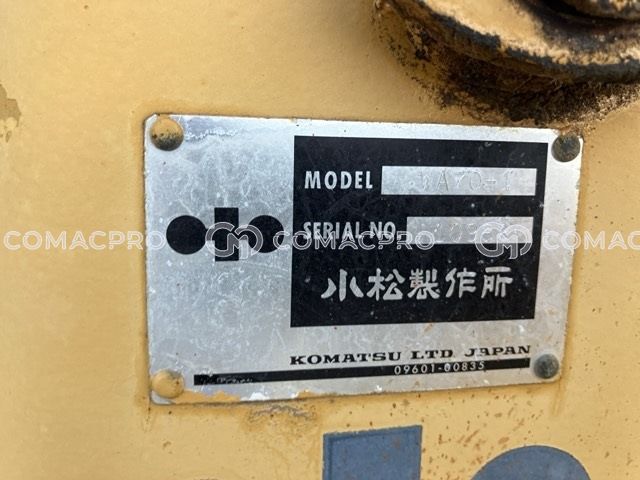 MODEL
SERIAL NO.
小松製作所
KOMATSU LTD JAPAN
09601-00835
COMACPRO COMACPRO COMACPRO